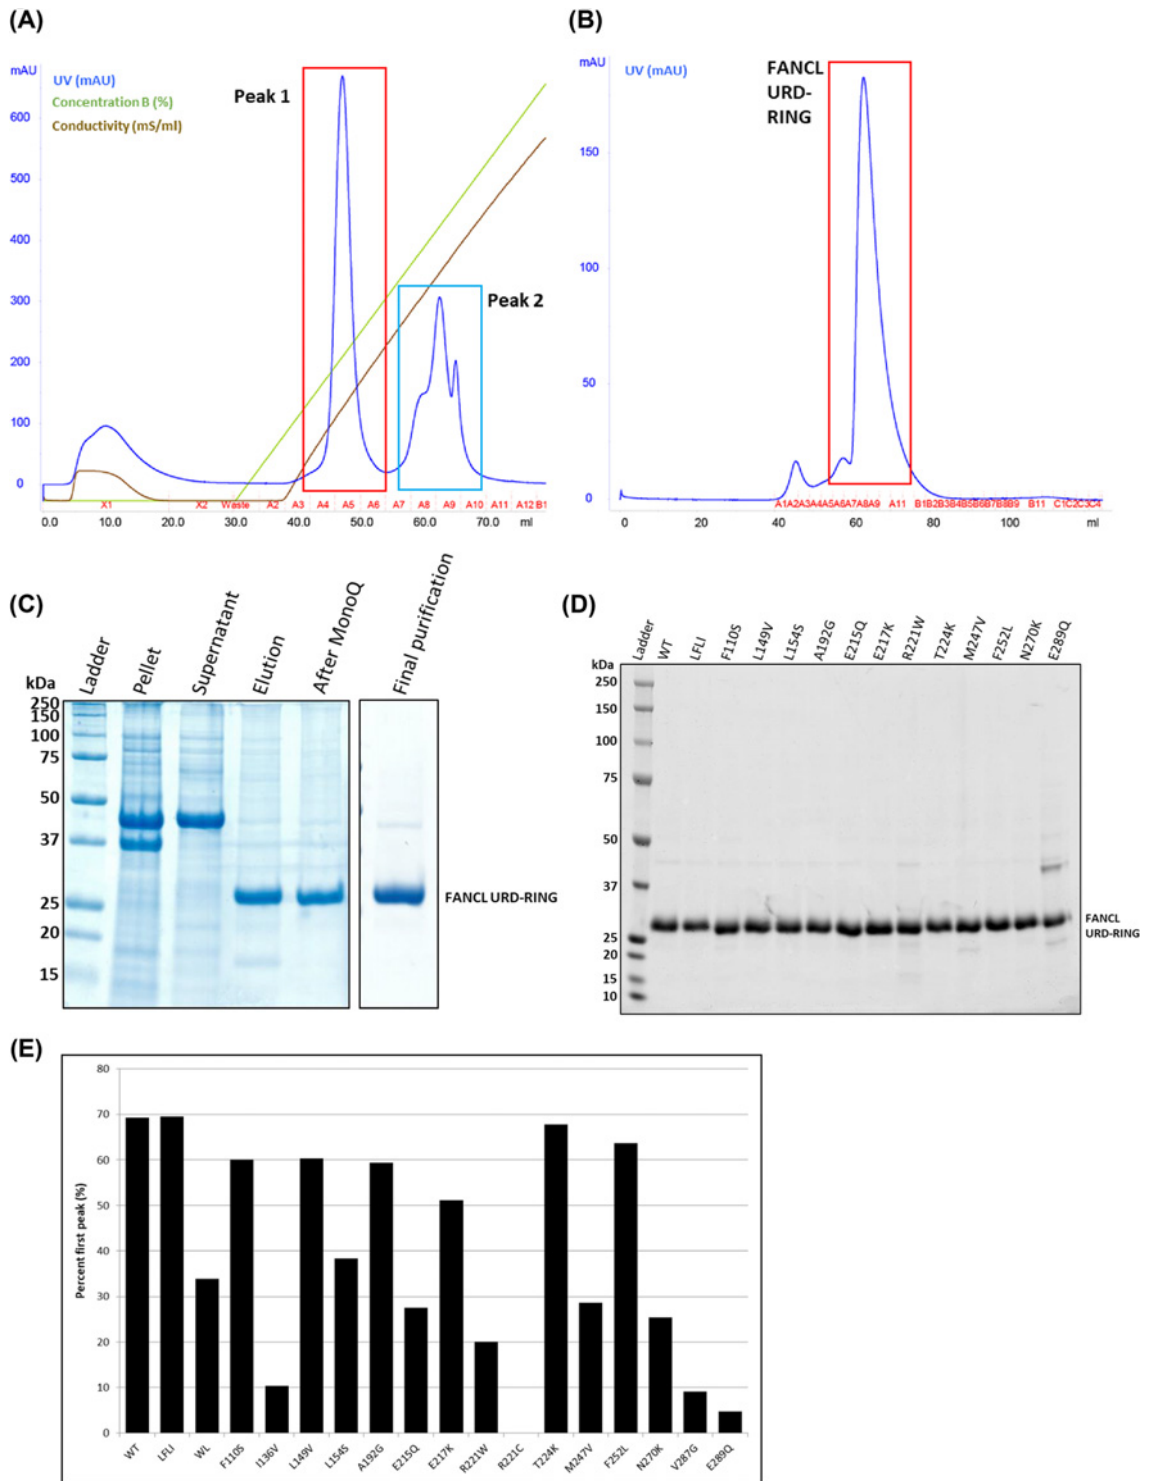 (A)
mAU
UV (mAU)
Concentration B (%)
Conductivity (mS/ml)
Peak 1
Peak 2
600
500
400
300
200
100
0
X1 X2 Waste A2 A3 A4 A5 A6 A7 A8 A9 A10 A11 A12 B1
0.0 10.0 20.0 30.0 40.0 50.0 60.0 70.0 ml
(B)
mAU
UV (mAU)
FANCL
URD-
RING
150
100
50
0
A1A2A3A4A5A6A7A8A9 A11 B1B2B3B4B5B6B7B8B9 B11 C1C2C3C4
0 20 40 60 80 100 ml
(C)
kDa
Ladder
Pellet
Supernatant
Elution
After MonoQ
Final purification
250
150
100
75
50
37
25
20
15
FANCL URD-RING
(D)
kDa
Ladder
WT
LFLI
F110S
L149V
L154S
A192G
E215Q
E217K
R221W
T224K
M247V
F252L
N270K
E289Q
250
150
100
75
50
37
25
20
15
10
FANCL
URD-RING
(E)
Percent first peak (%)
80
70
60
50
40
30
20
10
0
WT
LFLI
WL
F110S
I136V
L149V
L154S
A192G
E215Q
E217K
R221W
R221C
T224K
M247V
F252L
N270K
V287G
E289Q